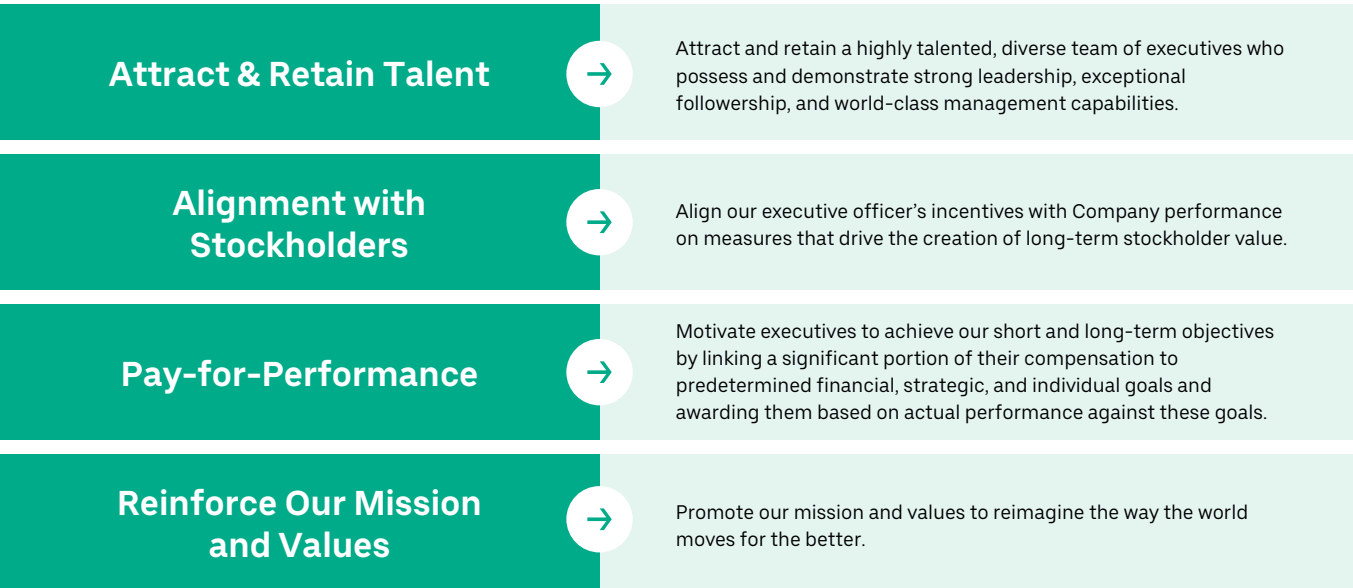 Attract & Retain Talent
Attract and retain a highly talented, diverse team of executives who
possess and demonstrate strong leadership, exceptional
followership, and world-class management capabilities.
Alignment with
Stockholders
Align our executive officer’s incentives with Company performance
on measures that drive the creation of long-term stockholder value.
Pay-for-Performance
Motivate executives to achieve our short and long-term objectives
by linking a significant portion of their compensation to
predetermined financial, strategic, and individual goals and
awarding them based on actual performance against these goals.
Reinforce Our Mission
and Values
Promote our mission and values to reimagine the way the world
moves for the better.